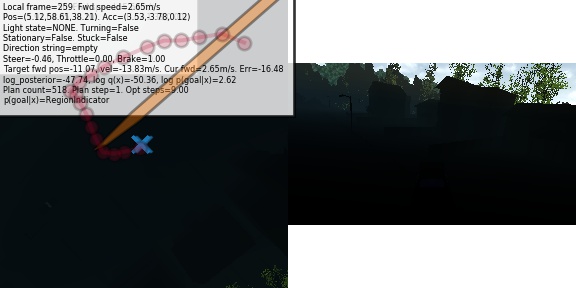 Local frame=259: Fwd speed=2.65m/s
Pos=(5.12,58.61,38.21). Acc=(3.53,-3.78,0.12)
Light state=NONE. Turning=False
Stationary=False. Stuck=False
Direction string=empty
Steer=-0.46, Throttle=0.00, Brake=1.00
Target fwd pos=-11.07, vel=-13.83m/s. Cur fwd=2.65m/s. Err=-16.48
log_posterior=-47.74, log q(x)=-50.36, log p(goal|x)=2.62
Plan count=518. Plan step=1. Opt steps=9.00
p(goal|x)=RegionIndicator